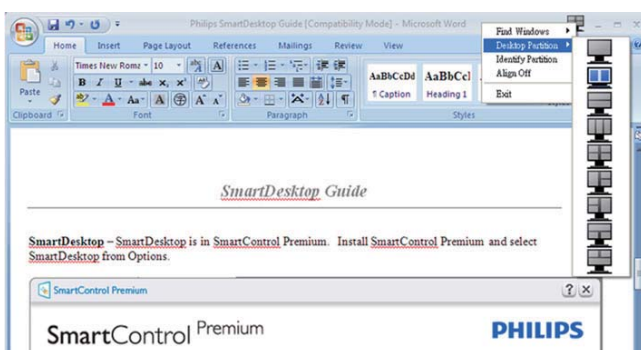 Philips SmartDesktop Guide [Compatibility Mode] - Microsoft Word
Home Insert Page Layout References Mailings Review View
Find Windows
Desktop Partition
Identify Partition
Align Off
Exit
Paste
Times New Roma 10
B I U abe x, x'
A Aa A A A
AaBbCcDd AaBbCcI
¶ Caption Heading 1
Clipboard Font Paragraph Styles
SmartDesktop Guide
SmartDesktop – SmartDesktop is in SmartControl Premium. Install SmartControl Premium and select
SmartDesktop from Options.
SmartControl Premium
SmartControl Premium
PHILIPS